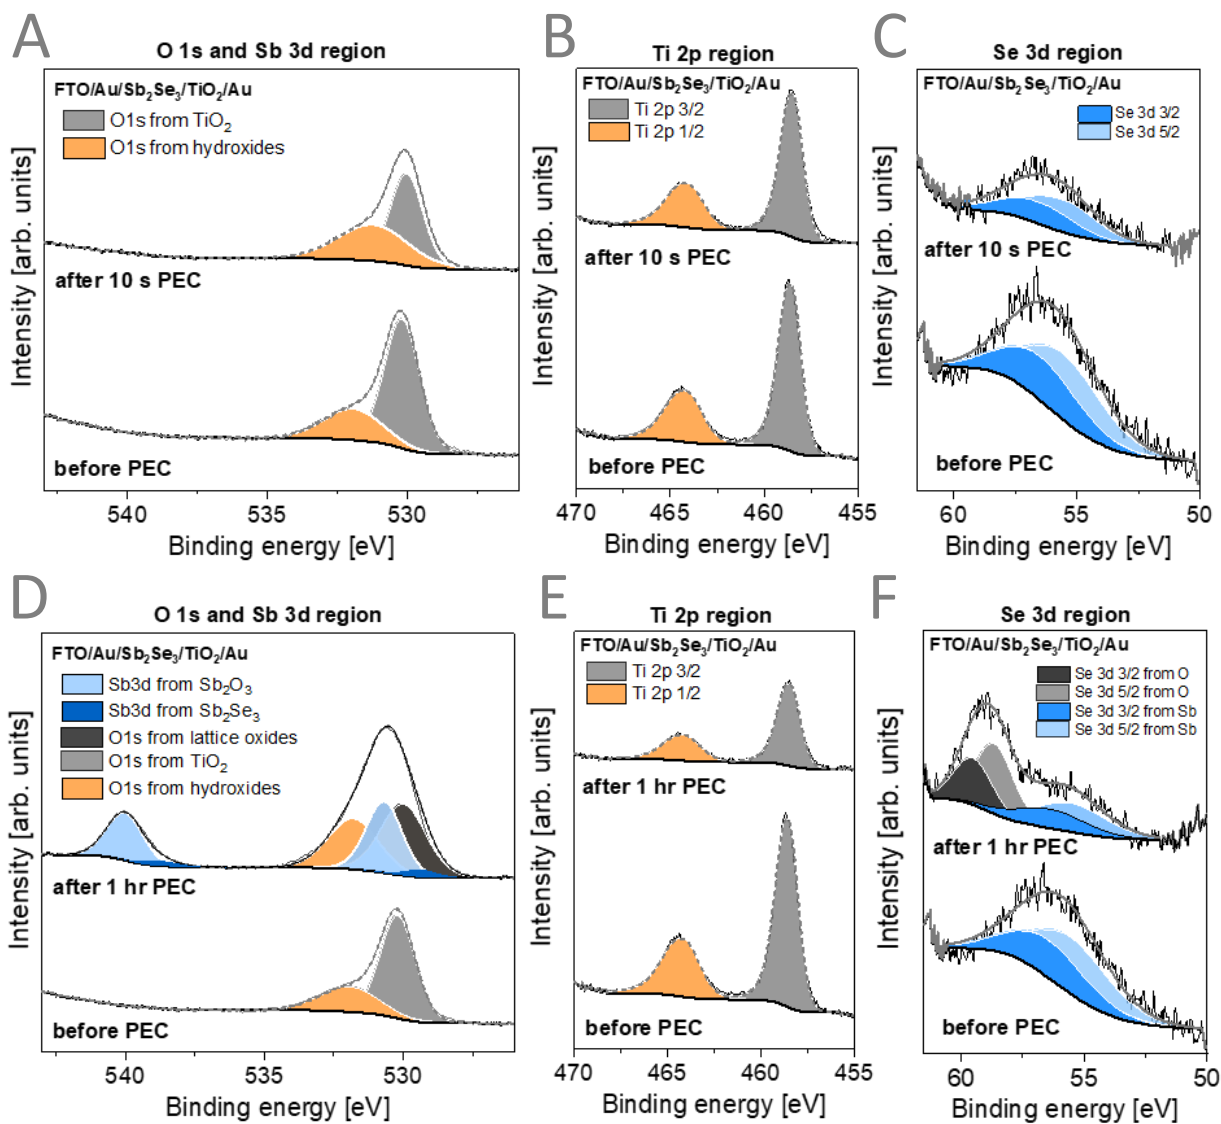 A
O 1s and Sb 3d region
FTO/Au/Sb₂Se₃/TiO₂/Au
O1s from TiO₂
O1s from hydroxides
after 10 s PEC
before PEC
Intensity [arb. units]
540
535
530
Binding energy [eV]
B
Ti 2p region
FTO/Au/Sb₂Se₃/TiO₂/Au
Ti 2p 3/2
Ti 2p 1/2
after 10 s PEC
before PEC
Intensity [arb. units]
470
465
460
455
Binding energy [eV]
C
Se 3d region
FTO/Au/Sb₂Se₃/TiO₂/Au
Se 3d 3/2
Se 3d 5/2
after 10 s PEC
before PEC
Intensity [arb. units]
60
55
50
Binding energy [eV]
D
O 1s and Sb 3d region
FTO/Au/Sb₂Se₃/TiO₂/Au
Sb3d from Sb₂O₃
Sb3d from Sb₂Se₃
O1s from lattice oxides
O1s from TiO₂
O1s from hydroxides
after 1 hr PEC
before PEC
Intensity [arb. units]
540
535
530
Binding energy [eV]
E
Ti 2p region
FTO/Au/Sb₂Se₃/TiO₂/Au
Ti 2p 3/2
Ti 2p 1/2
after 1 hr PEC
before PEC
Intensity [arb. units]
470
465
460
455
Binding energy [eV]
F
Se 3d region
FTO/Au/Sb₂Se₃/TiO₂/Au
Se 3d 3/2 from O
Se 3d 5/2 from O
Se 3d 3/2 from Sb
Se 3d 5/2 from Sb
after 1 hr PEC
before PEC
Intensity [arb. units]
60
55
50
Binding energy [eV]